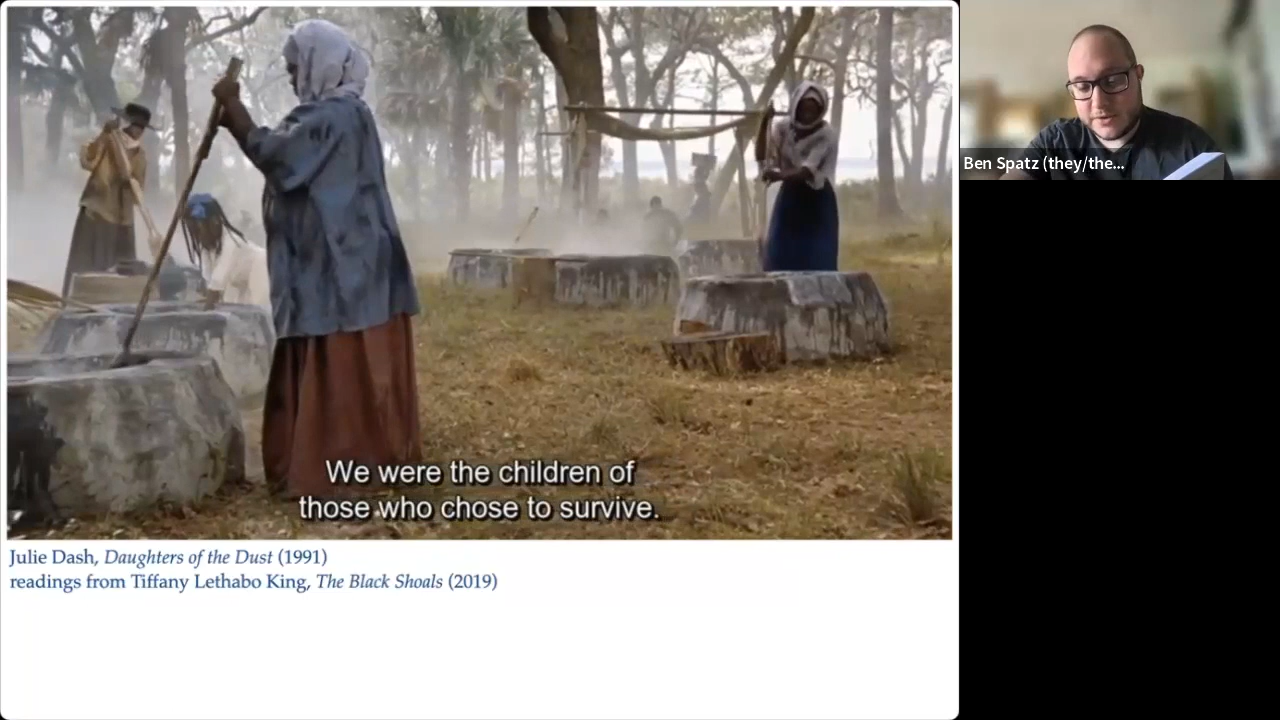 We were the children of
those who chose to survive.
Ben Spatz (they/the...
Julie Dash, Daughters of the Dust (1991)
readings from Tiffany Lethabo King, The Black Shoals (2019)